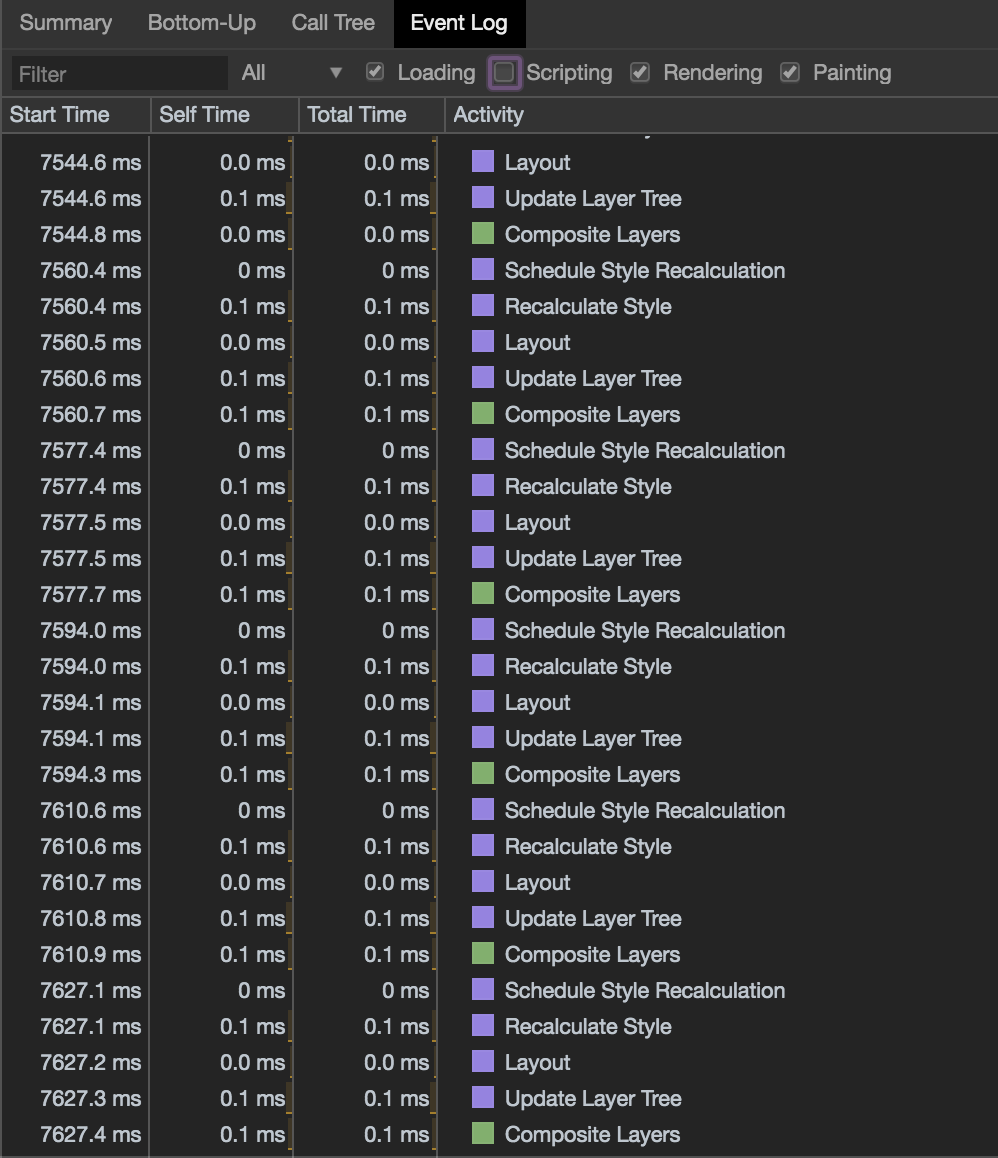 Summary Bottom-Up Call Tree Event Log
Filter All Loading Scripting Rendering Painting
Start Time Self Time Total Time Activity
7544.6 ms 0.0 ms 0.0 ms Layout
7544.6 ms 0.1 ms 0.1 ms Update Layer Tree
7544.8 ms 0.0 ms 0.0 ms Composite Layers
7560.4 ms 0 ms 0 ms Schedule Style Recalculation
7560.4 ms 0.1 ms 0.1 ms Recalculate Style
7560.5 ms 0.0 ms 0.0 ms Layout
7560.6 ms 0.1 ms 0.1 ms Update Layer Tree
7560.7 ms 0.1 ms 0.1 ms Composite Layers
7577.4 ms 0 ms 0 ms Schedule Style Recalculation
7577.4 ms 0.1 ms 0.1 ms Recalculate Style
7577.5 ms 0.0 ms 0.0 ms Layout
7577.5 ms 0.1 ms 0.1 ms Update Layer Tree
7577.7 ms 0.1 ms 0.1 ms Composite Layers
7594.0 ms 0 ms 0 ms Schedule Style Recalculation
7594.0 ms 0.1 ms 0.1 ms Recalculate Style
7594.1 ms 0.0 ms 0.0 ms Layout
7594.1 ms 0.1 ms 0.1 ms Update Layer Tree
7594.3 ms 0.1 ms 0.1 ms Composite Layers
7610.6 ms 0 ms 0 ms Schedule Style Recalculation
7610.6 ms 0.1 ms 0.1 ms Recalculate Style
7610.7 ms 0.0 ms 0.0 ms Layout
7610.8 ms 0.1 ms 0.1 ms Update Layer Tree
7610.9 ms 0.1 ms 0.1 ms Composite Layers
7627.1 ms 0 ms 0 ms Schedule Style Recalculation
7627.1 ms 0.1 ms 0.1 ms Recalculate Style
7627.2 ms 0.0 ms 0.0 ms Layout
7627.3 ms 0.1 ms 0.1 ms Update Layer Tree
7627.4 ms 0.1 ms 0.1 ms Composite Layers